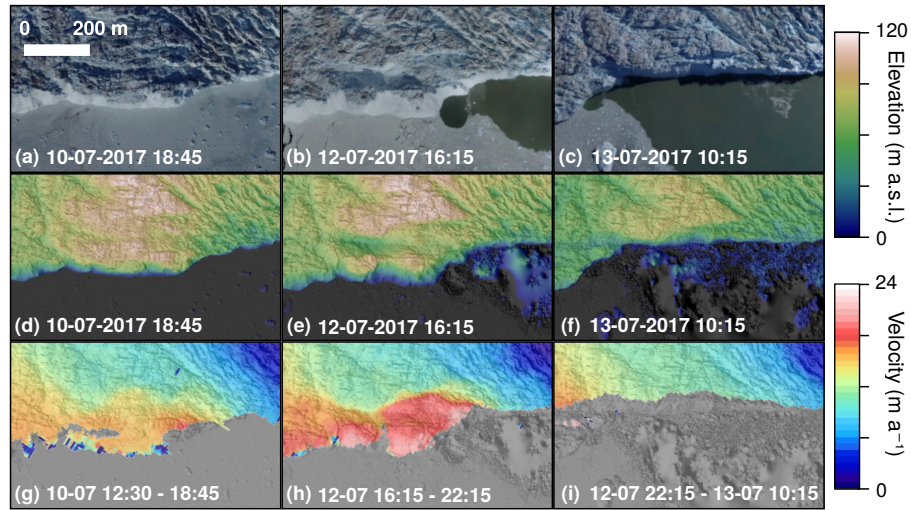 0 200 m
(a) 10-07-2017 18:45
(b) 12-07-2017 16:15
(c) 13-07-2017 10:15
120
Elevation (m a.s.l.)
0
(d) 10-07-2017 18:45
(e) 12-07-2017 16:15
(f) 13-07-2017 10:15
24
Velocity (m a⁻¹)
0
(g) 10-07 12:30 - 18:45
(h) 12-07 16:15 - 22:15
(i) 12-07 22:15 - 13-07 10:15